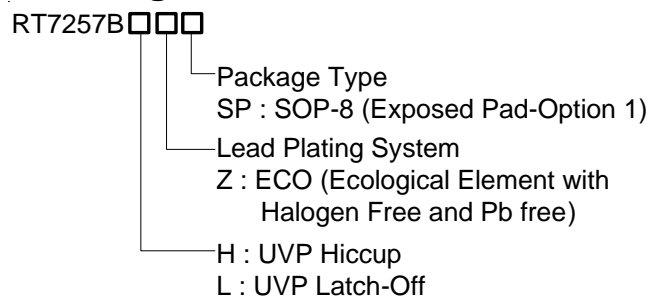 RT7257B
Package Type
SP : SOP-8 (Exposed Pad-Option 1)
Lead Plating System
Z : ECO (Ecological Element with
Halogen Free and Pb free)
H : UVP Hiccup
L : UVP Latch-Off